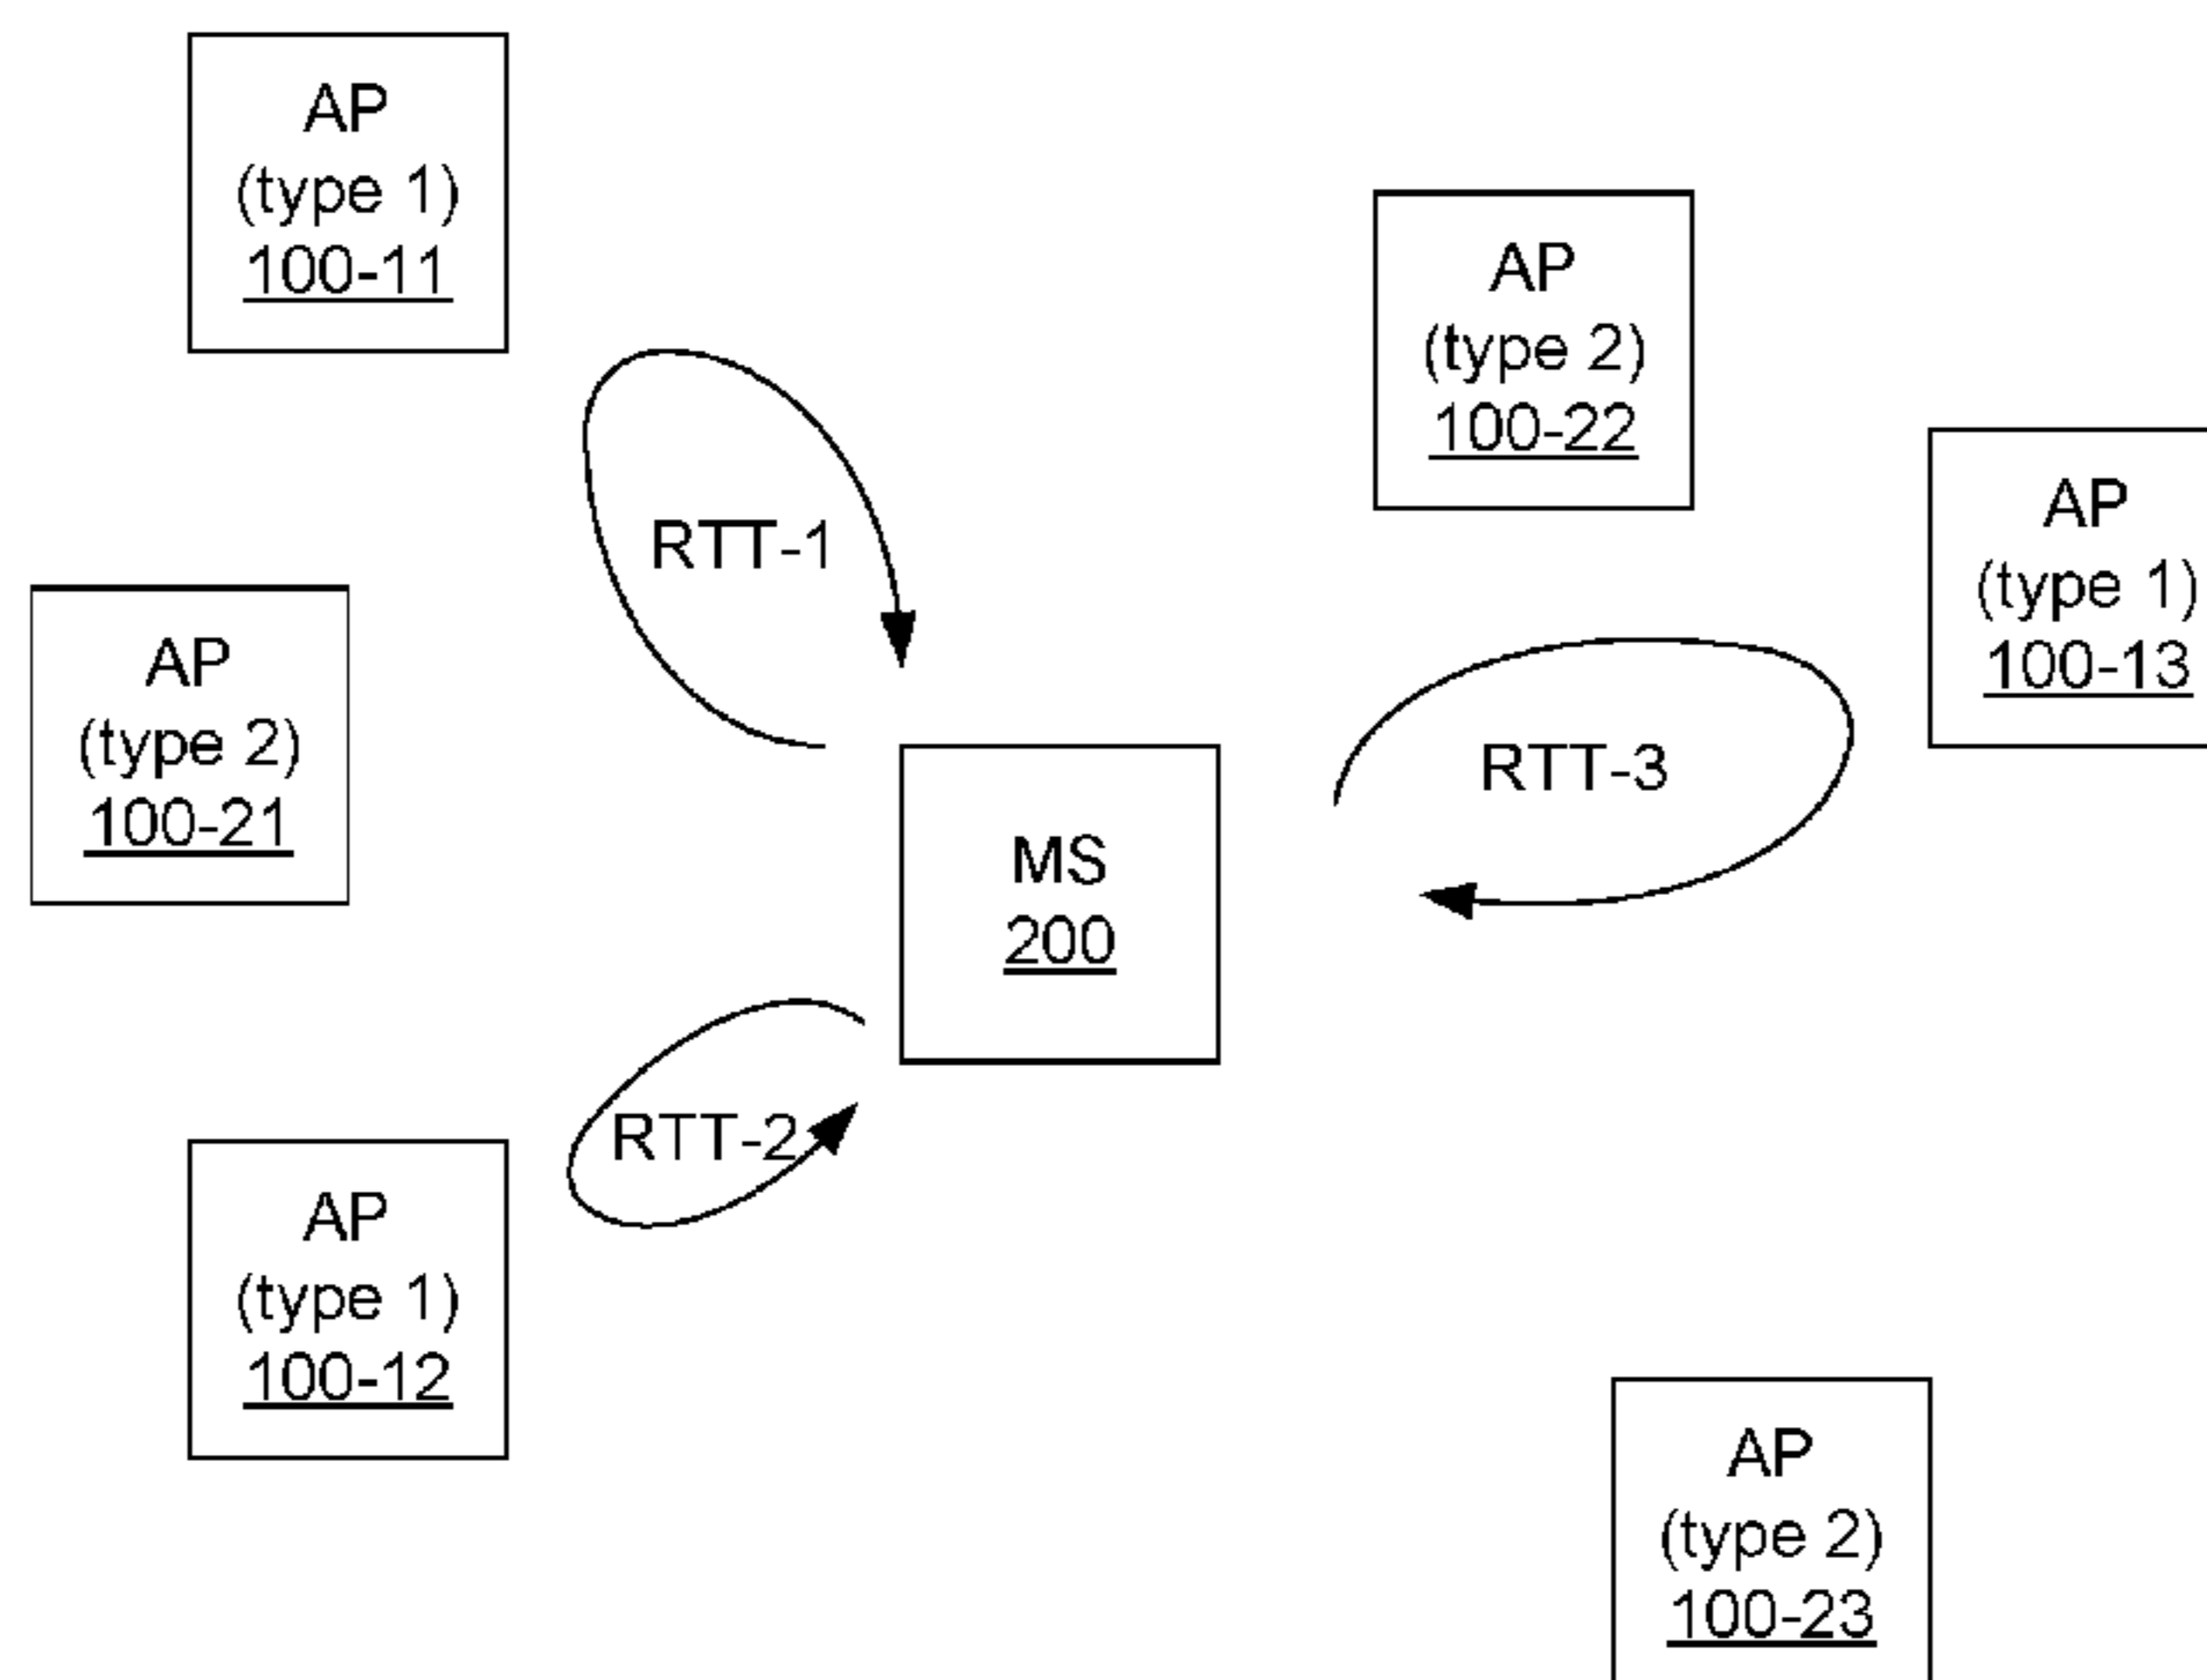 AP
(type 1)
100-11
AP
(type 2)
100-22
AP
(type 1)
100-13
RTT-1
AP
(type 2)
100-21
RTT-3
MS
200
RTT-2
AP
(type 1)
100-12
AP
(type 2)
100-23